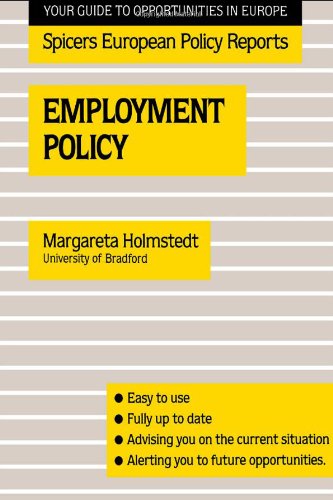 YOUR GUIDE TO OPPORTUNITIES IN EUROPE
Spicers European Policy Reports
EMPLOYMENT
POLICY
Margareta Holmstedt
University of Bradford
● Easy to use
● Fully up to date
● Advising you on the current situation
● Alerting you to future opportunities.